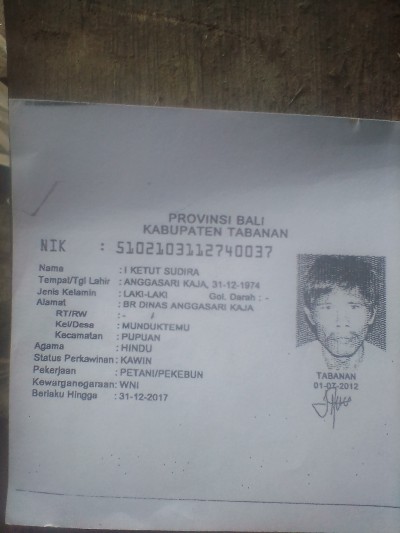 PROVINSI BALI
KABUPATEN TABANAN
NIK : 5102103112740037
Nama : I KETUT SUDIRA
Tempat/Tgl Lahir : ANGGASARI KAJA, 31-12-1974
Jenis Kelamin : LAKI-LAKI Gol. Darah : -
Alamat : BR DINAS ANGGASARI KAJA
RT/RW : - /
Kel/Desa : MUNDUKTEMU
Kecamatan : PUPUAN
Agama : HINDU
Status Perkawinan : KAWIN
Pekerjaan : PETANI/PEKEBUN
Kewarganegaraan : WNI
Berlaku Hingga : 31-12-2017
TABANAN
01-07-2012